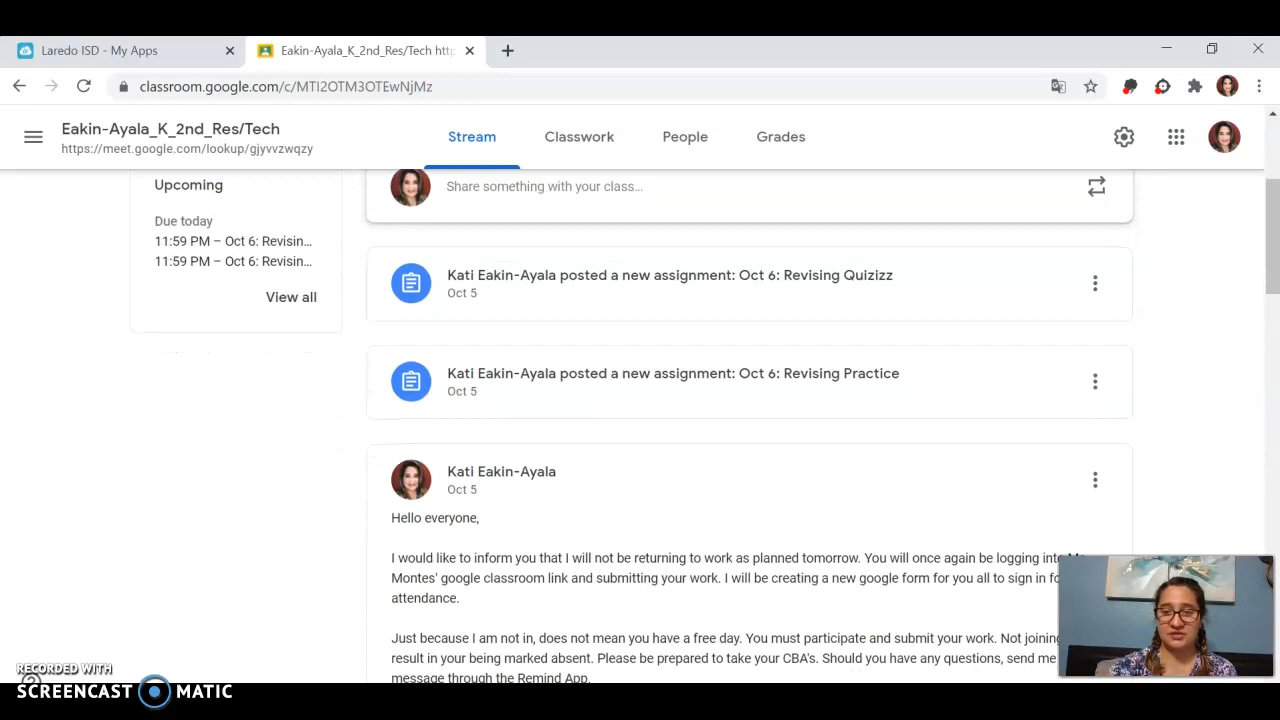 Laredo ISD - My Apps
Eakin-Ayala_K_2nd_Res/Tech
classroom.google.com/c/MTI2OTM3OTEwNjMz
Eakin-Ayala_K_2nd_Res/Tech
https://meet.google.com/lookup/gjyvvzwqzy
Stream
Classwork
People
Grades
Upcoming
Due today
11:59 PM – Oct 6: Revisin...
11:59 PM – Oct 6: Revisin...
View all
Share something with your class...
Kati Eakin-Ayala posted a new assignment: Oct 6: Revising Quizizz
Oct 5
Kati Eakin-Ayala posted a new assignment: Oct 6: Revising Practice
Oct 5
Kati Eakin-Ayala
Oct 5
Hello everyone,
I would like to inform you that I will not be returning to work as planned tomorrow. You will once again be logging into
Montes' google classroom link and submitting your work. I will be creating a new google form for you all to sign in
attendance.
Just because I am not in, does not mean you have a free day. You must participate and submit your work. Not joining
result in your being marked absent. Please be prepared to take your CBA's. Should you have any questions, send me
message through the Remind App.
RECORDED WITH
SCREENCAST MATIC